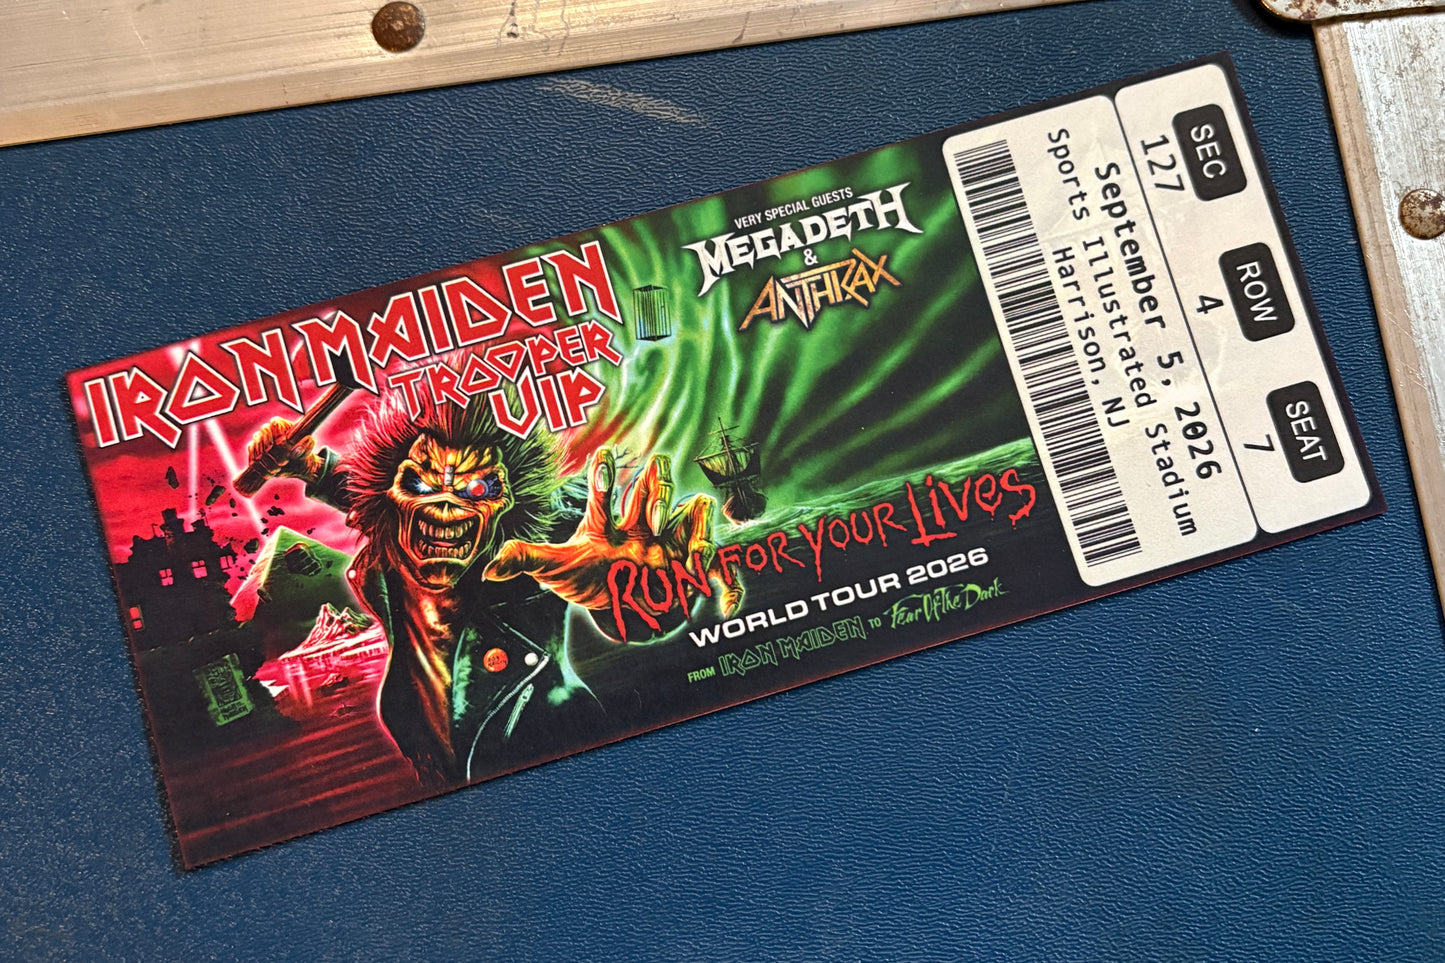 IRON MAIDEN
TROOPER
VIP
VERY SPECIAL GUESTS
MEGADETH
&
ANTHRAX
RUN FOR YOUR LIVES
WORLD TOUR 2026
FROM IRON MAIDEN TO Fear Of The Dark
SEC
127
ROW
4
SEAT
7
September 5, 2026
Sports Illustrated Stadium
Harrison, NJ